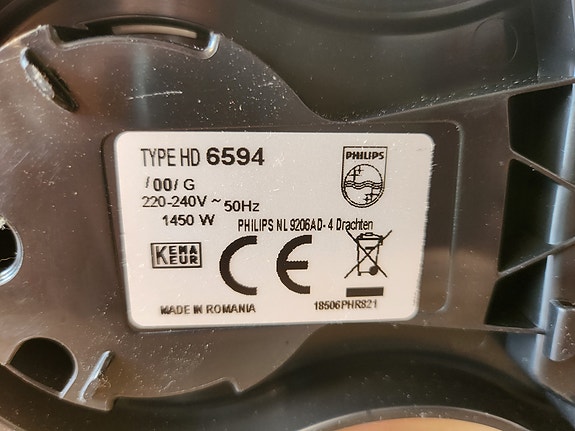 TYPE HD 6594
/00/ G
220-240V ~ 50Hz
1450 W
PHILIPS
PHILIPS NL 9206AD-4 Drachten
KEMA
KEUR
CE
MADE IN ROMANIA
18506PHR821